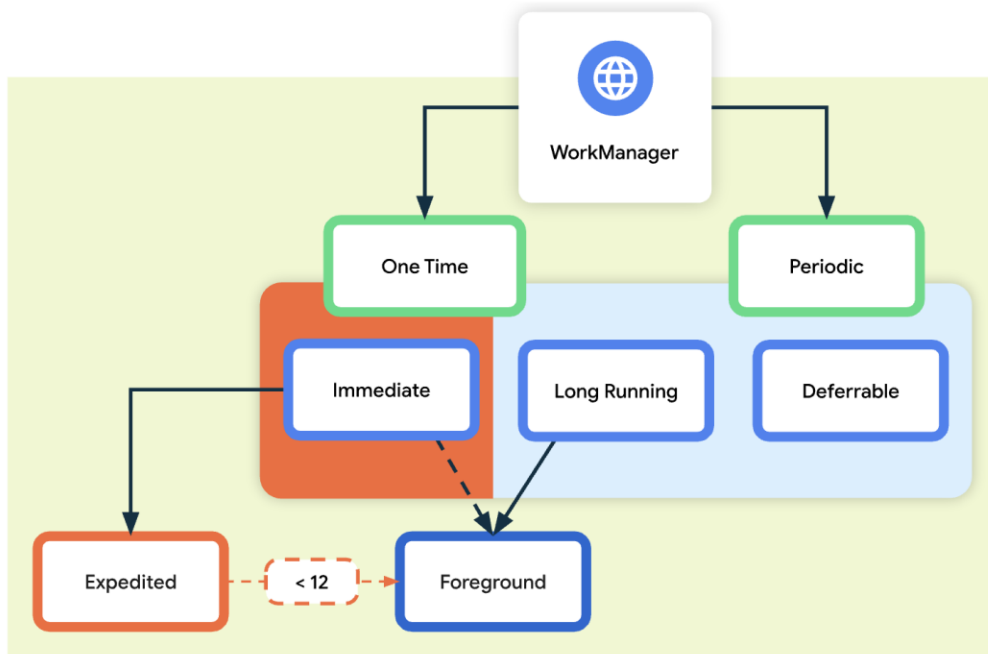 WorkManager
One Time
Periodic
Immediate
Long Running
Deferrable
Expedited
< 12
Foreground